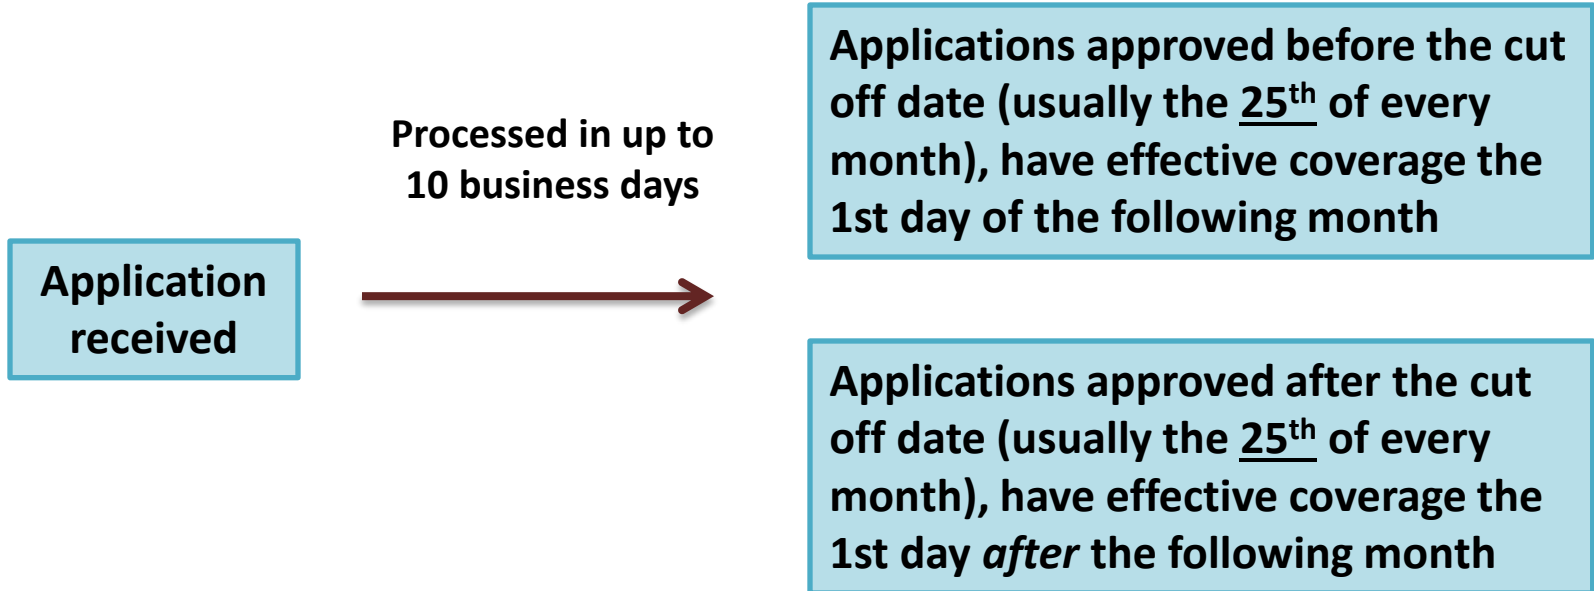 Application
received
Processed in up to
10 business days
Applications approved before the cut
off date (usually the 25th of every
month), have effective coverage the
1st day of the following month
Applications approved after the cut
off date (usually the 25th of every
month), have effective coverage the
1st day after the following month